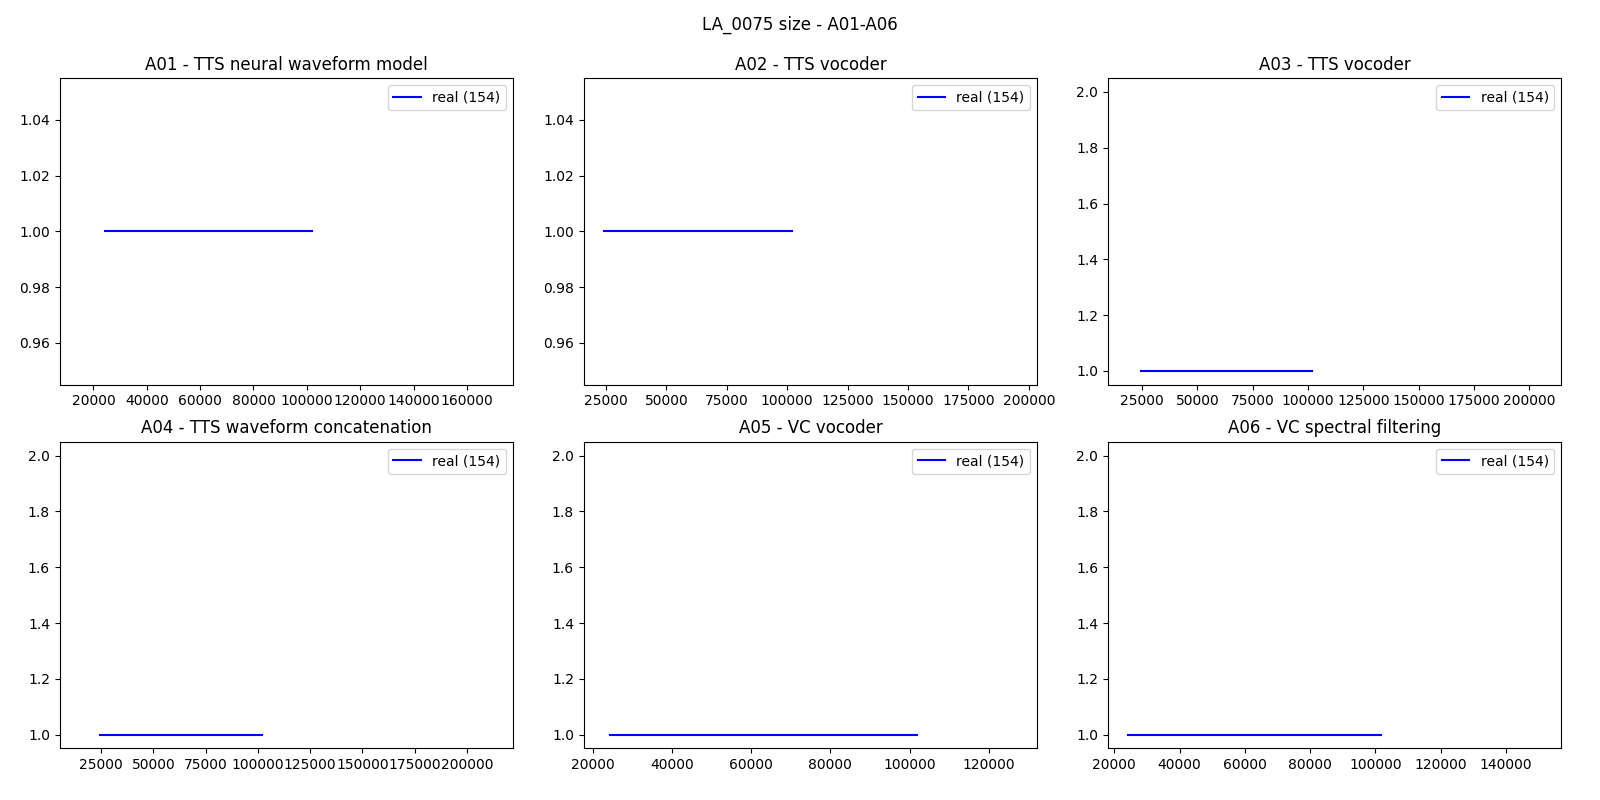 LA_0075 size - A01-A06
A01 - TTS neural waveform model
real (154)
1.04
1.02
1.00
0.98
0.96
20000 40000 60000 80000 100000 120000 140000 160000
A02 - TTS vocoder
real (154)
1.04
1.02
1.00
0.98
0.96
25000 50000 75000 100000 125000 150000 175000 200000
A03 - TTS vocoder
real (154)
2.0
1.8
1.6
1.4
1.2
1.0
25000 50000 75000 100000 125000 150000 175000 200000
A04 - TTS waveform concatenation
real (154)
2.0
1.8
1.6
1.4
1.2
1.0
25000 50000 75000 100000 125000 150000 175000 200000
A05 - VC vocoder
real (154)
2.0
1.8
1.6
1.4
1.2
1.0
20000 40000 60000 80000 100000 120000
A06 - VC spectral filtering
real (154)
2.0
1.8
1.6
1.4
1.2
1.0
20000 40000 60000 80000 100000 120000 140000